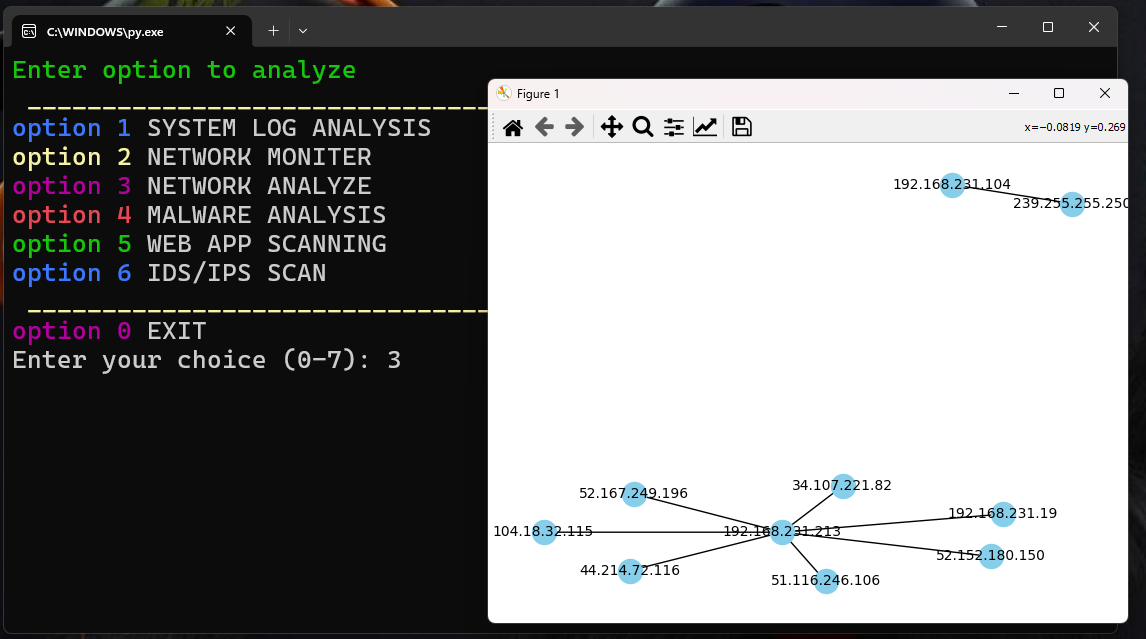 C:\WINDOWS\py.exe
Enter option to analyze
option 1 SYSTEM LOG ANALYSIS
option 2 NETWORK MONITER
option 3 NETWORK ANALYZE
option 4 MALWARE ANALYSIS
option 5 WEB APP SCANNING
option 6 IDS/IPS SCAN
option 0 EXIT
Enter your choice (0-7): 3
Figure 1
x=−0.0819 y=0.269
192.168.231.104
239.255.255.250
34.107.221.82
52.167.249.196
192.168.231.19
104.18.32.115
192.168.231.213
52.152.180.150
44.214.72.116
51.116.246.106